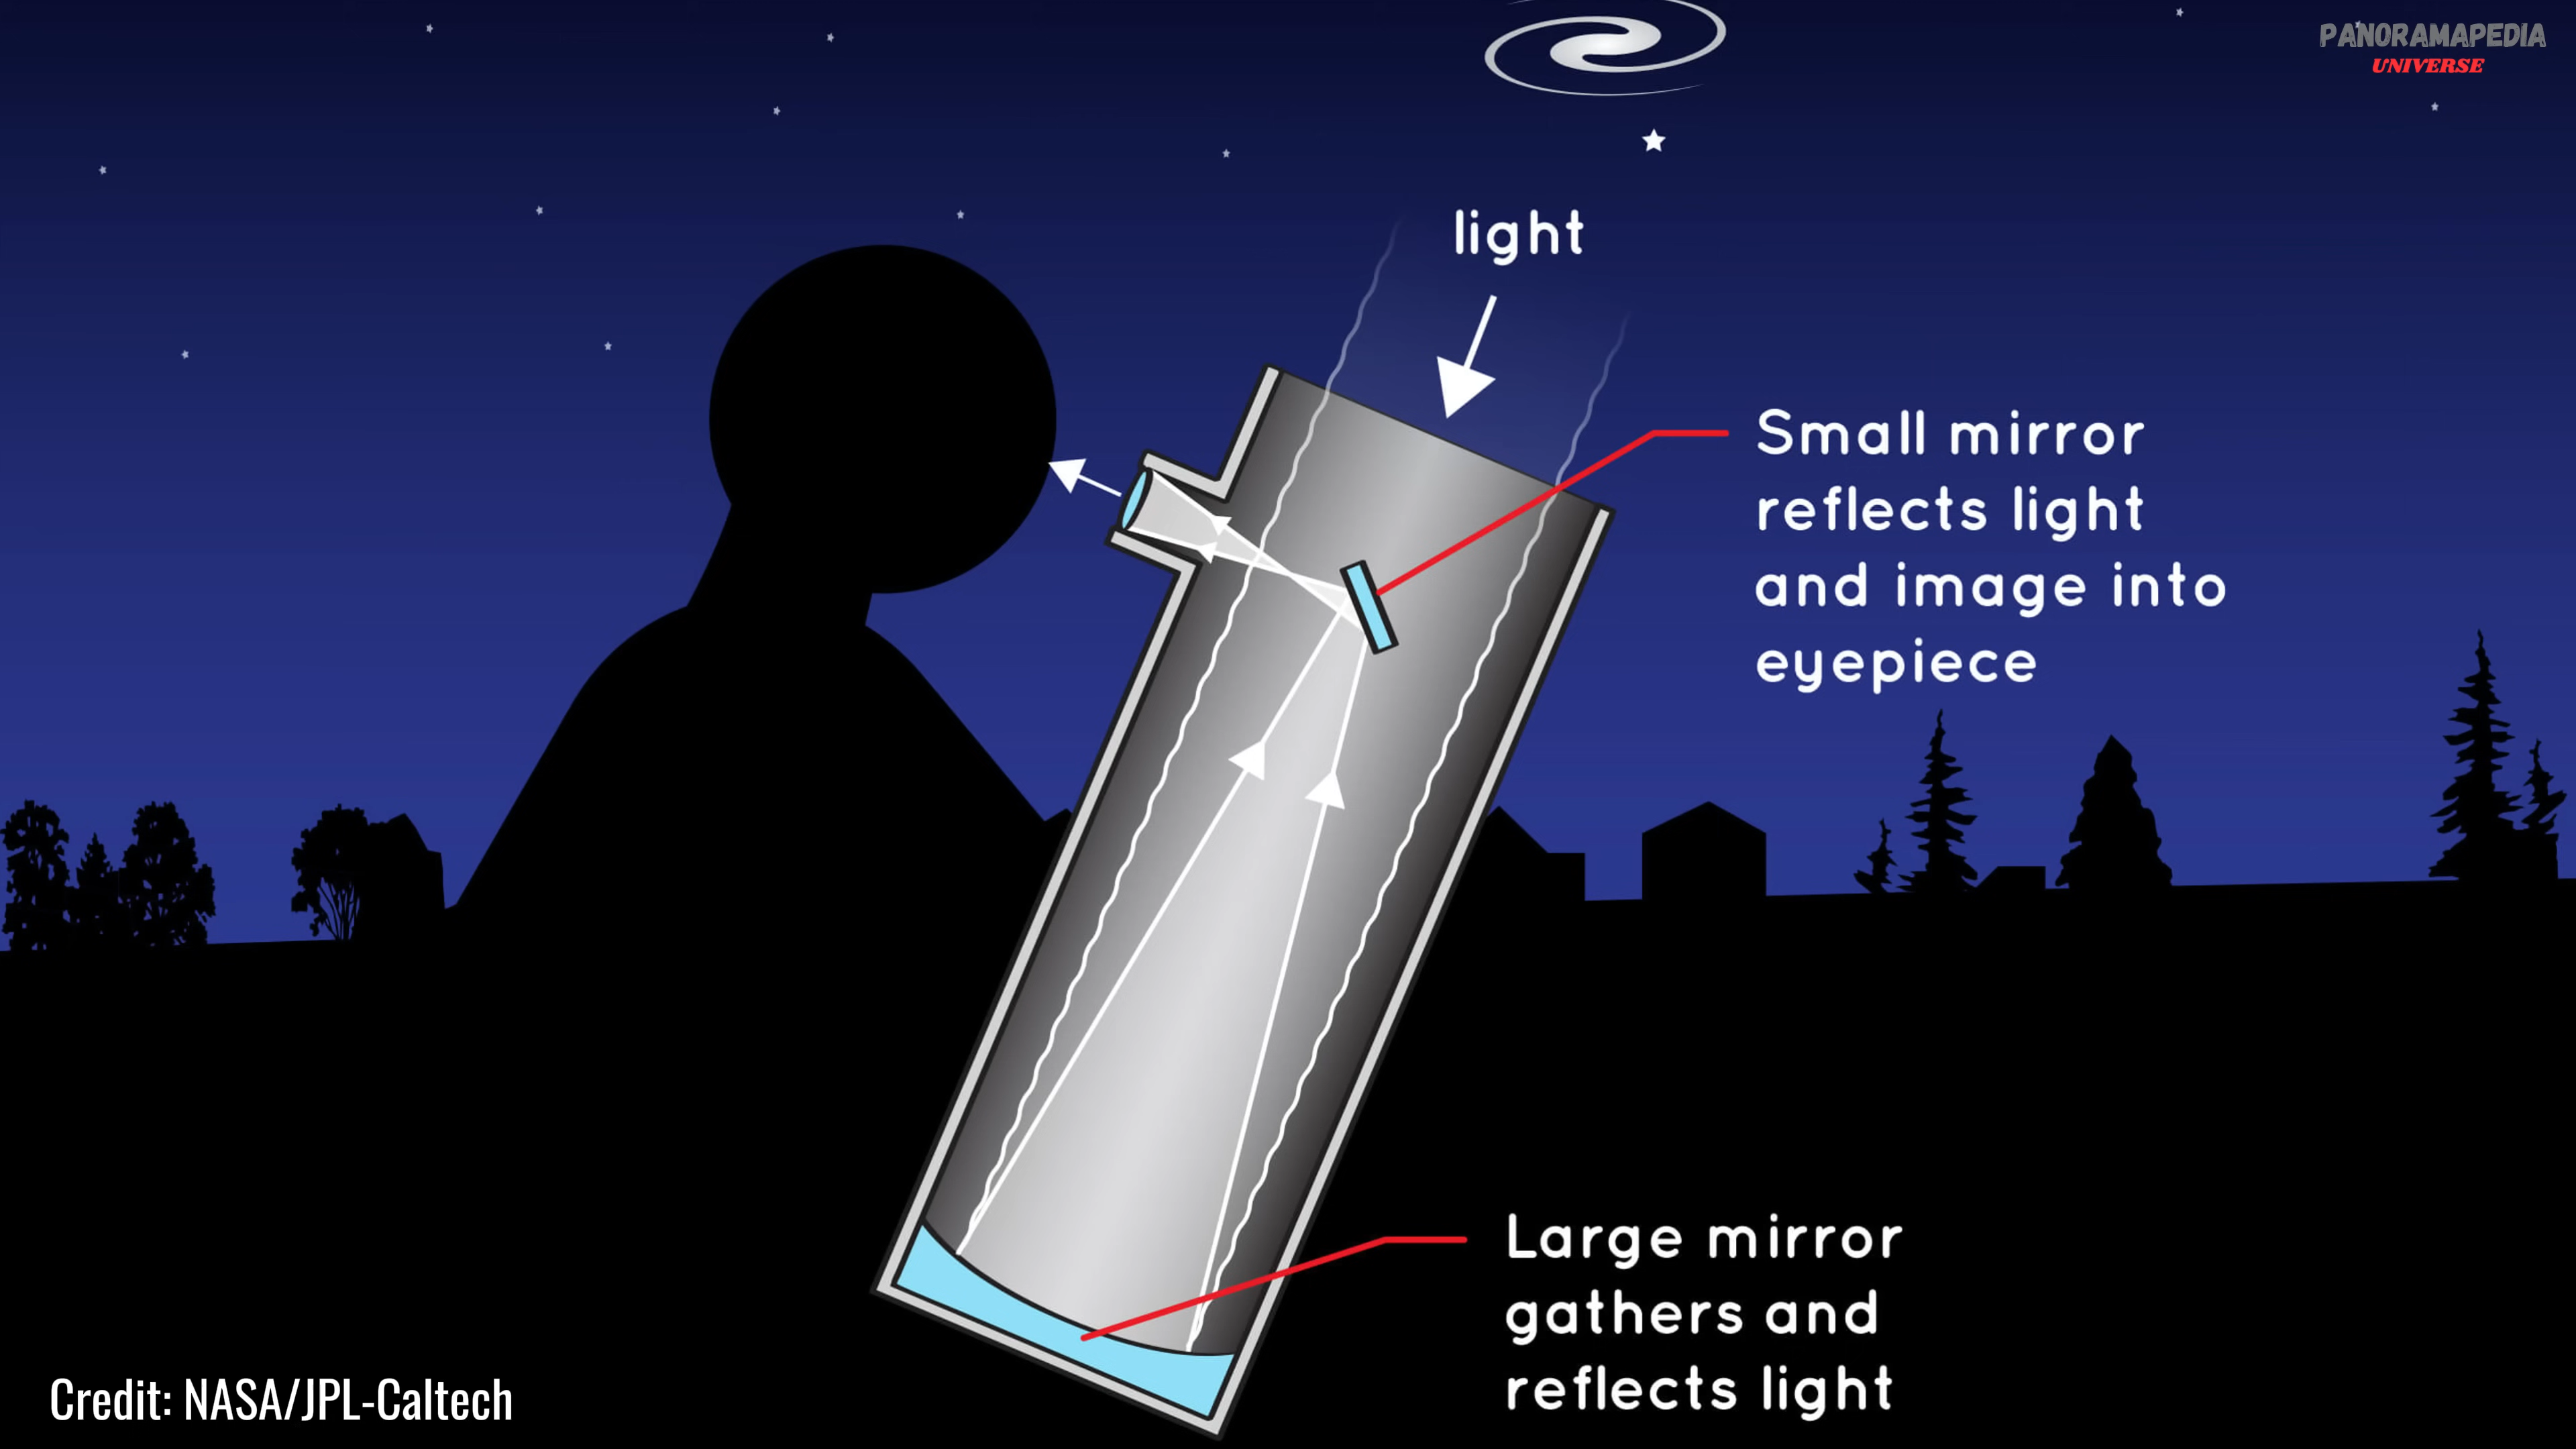 PANORAMAPEDIA
UNIVERSE
light
Small mirror
reflects light
and image into
eyepiece
Large mirror
gathers and
reflects light
Credit: NASA/JPL-Caltech